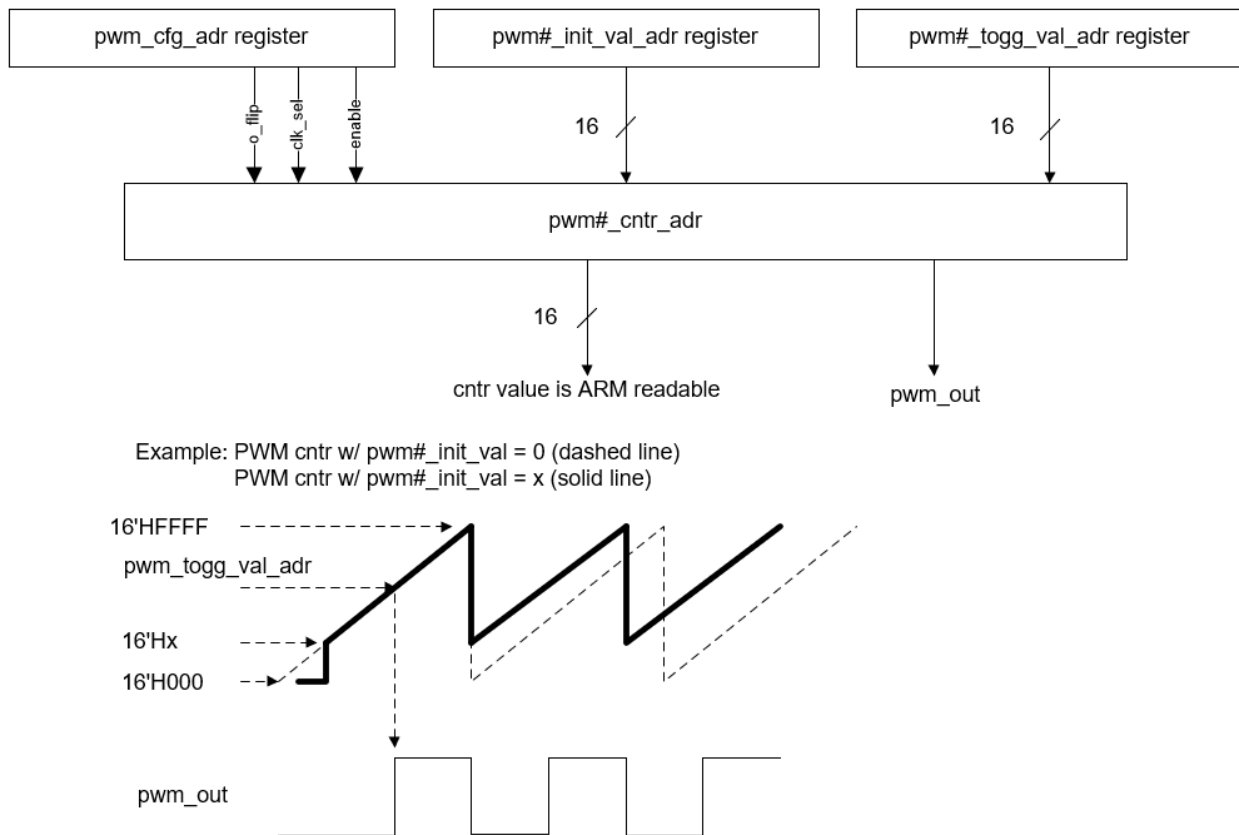 pwm_cfg_adr register
pwm#_init_val_adr register
pwm#_togg_val_adr register
o_flip
clk_sel
enable
16
16
pwm#_cntr_adr
16
cntr value is ARM readable
pwm_out
Example: PWM cntr w/ pwm#_init_val = 0 (dashed line)
PWM cntr w/ pwm#_init_val = x (solid line)
16'HFFFF
pwm_togg_val_adr
16'Hx
16'H000
pwm_out